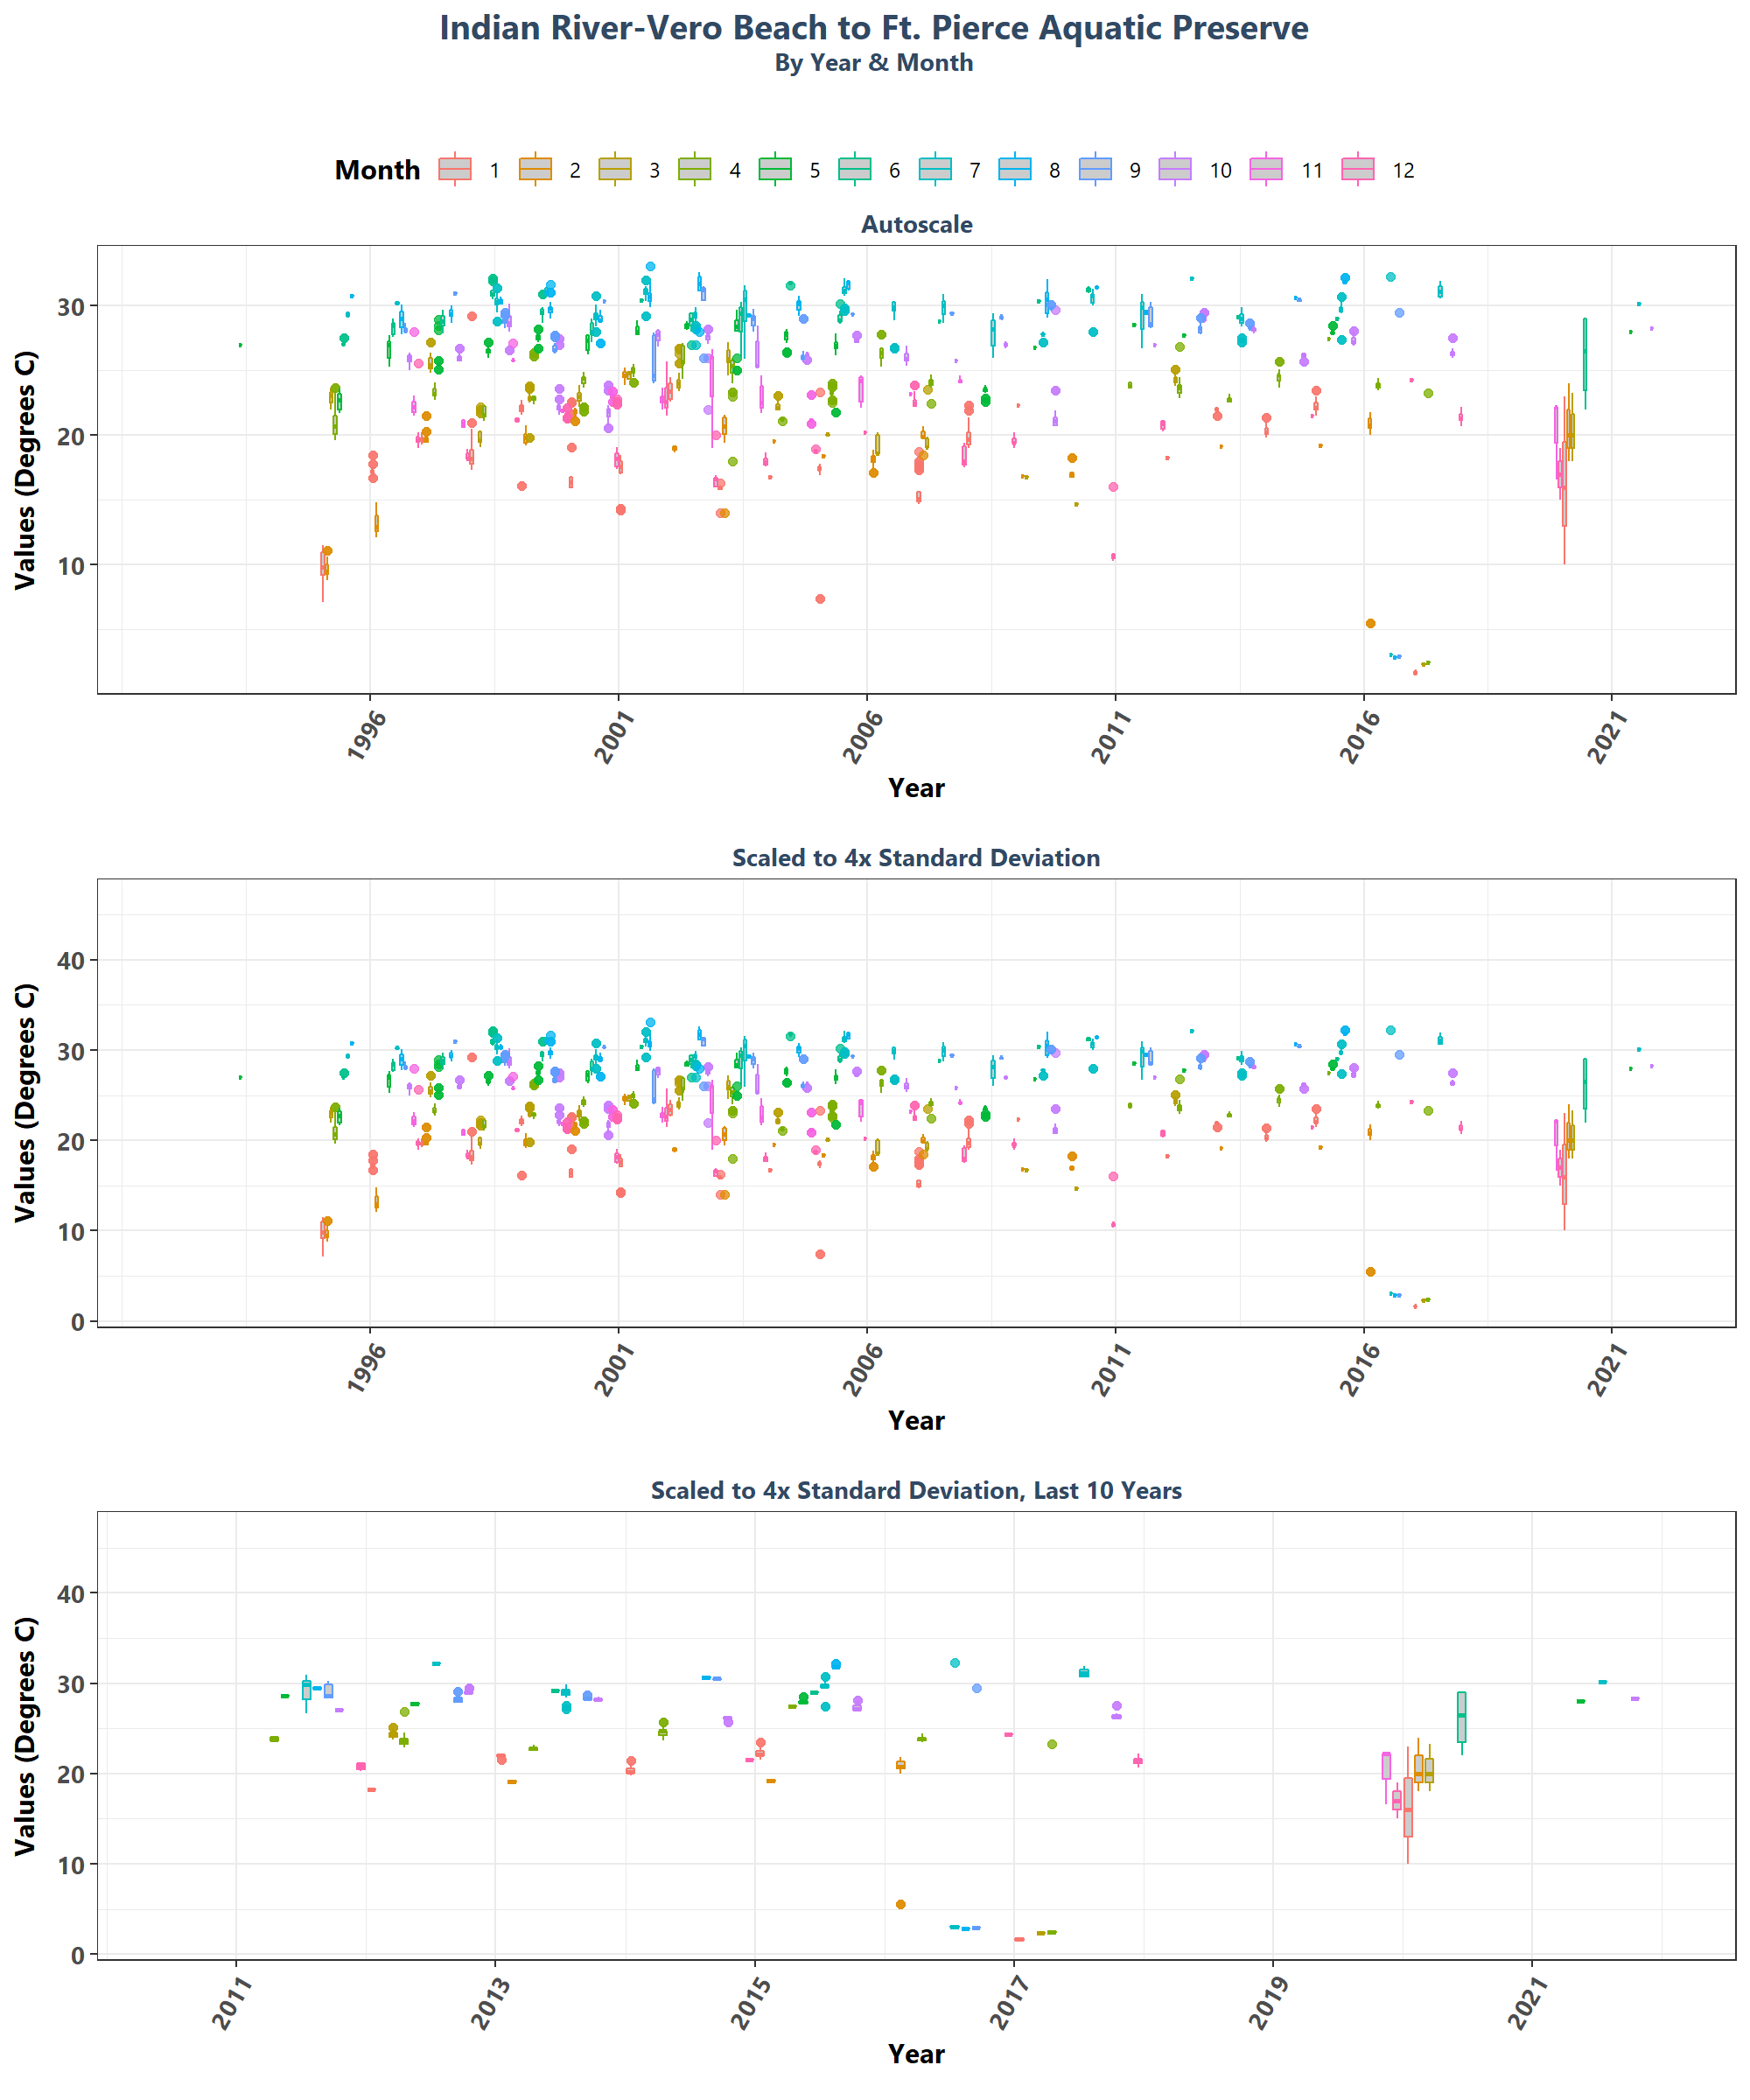 Indian River-Vero Beach to Ft. Pierce Aquatic Preserve
By Year & Month
Month 1 2 3 4 5 6 7 8 9 10 11 12
Autoscale
Values (Degrees C)
30
20
10
1996 2001 2006 2011 2016 2021
Year
Scaled to 4x Standard Deviation
Values (Degrees C)
40
30
20
10
0
1996 2001 2006 2011 2016 2021
Year
Scaled to 4x Standard Deviation, Last 10 Years
Values (Degrees C)
40
30
20
10
0
2011 2013 2015 2017 2019 2021
Year